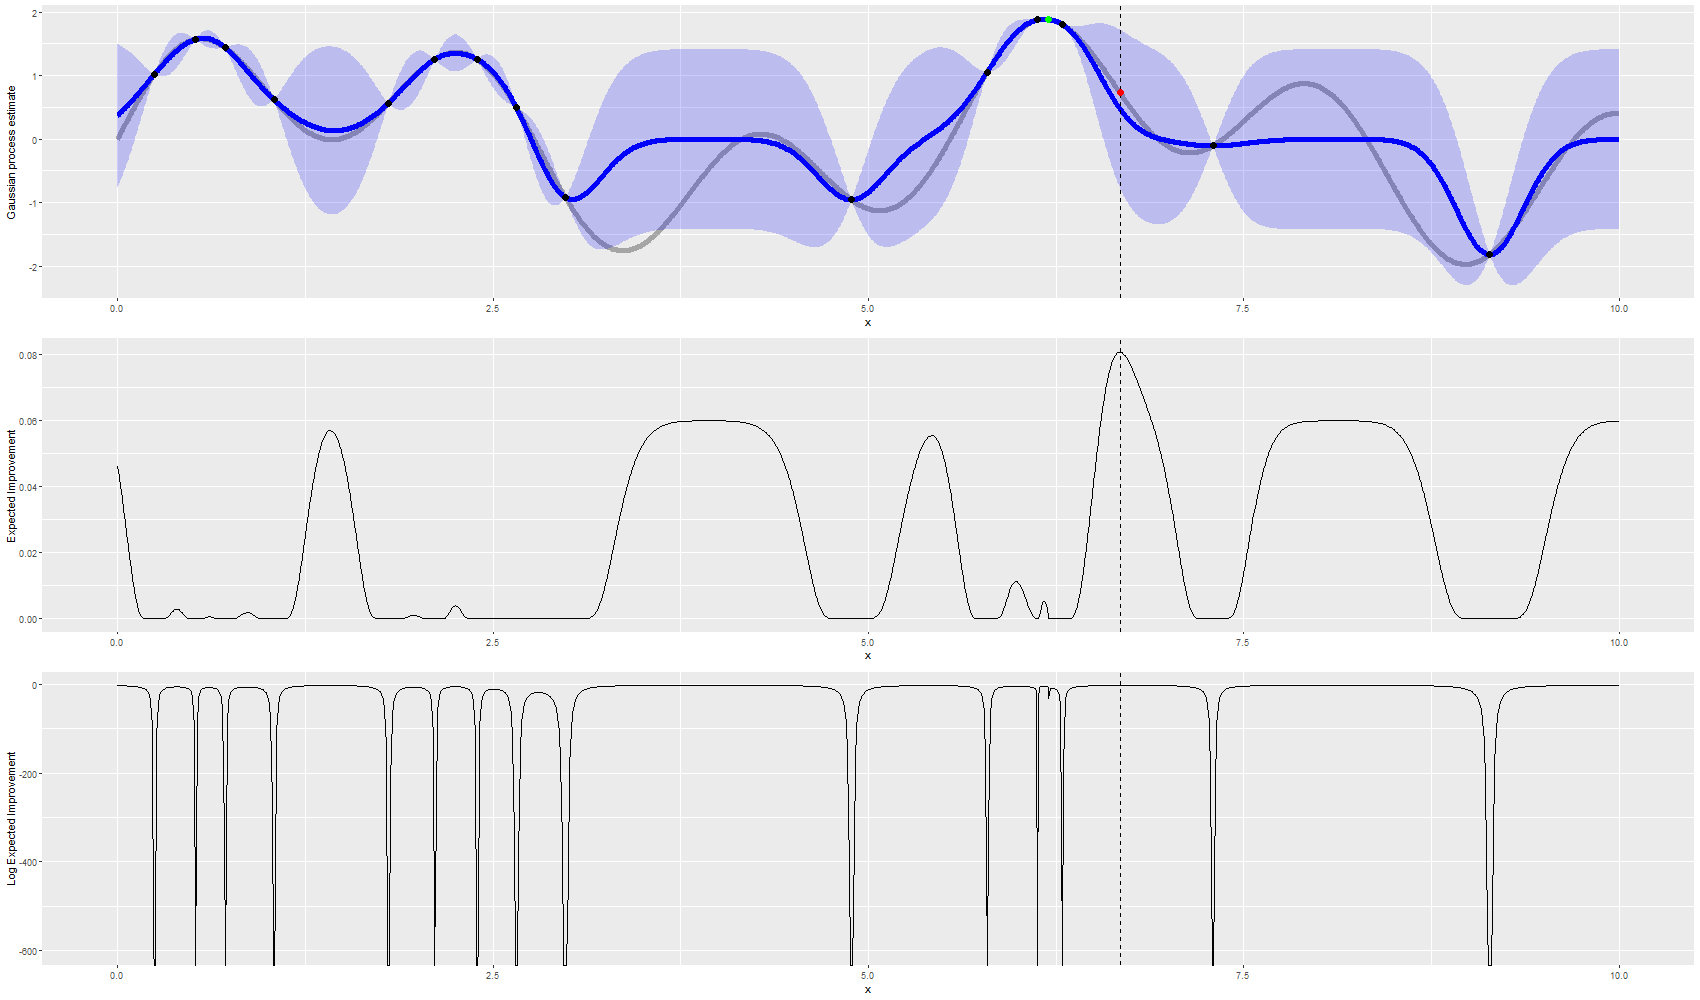 Gaussian process estimate
2
1
0
-1
-2
0.0 2.5 5.0 7.5 10.0
x
Expected Improvement
0.08
0.06
0.04
0.02
0.00
0.0 2.5 5.0 7.5 10.0
x
Log Expected Improvement
0
-200
-400
-600
0.0 2.5 5.0 7.5 10.0
x